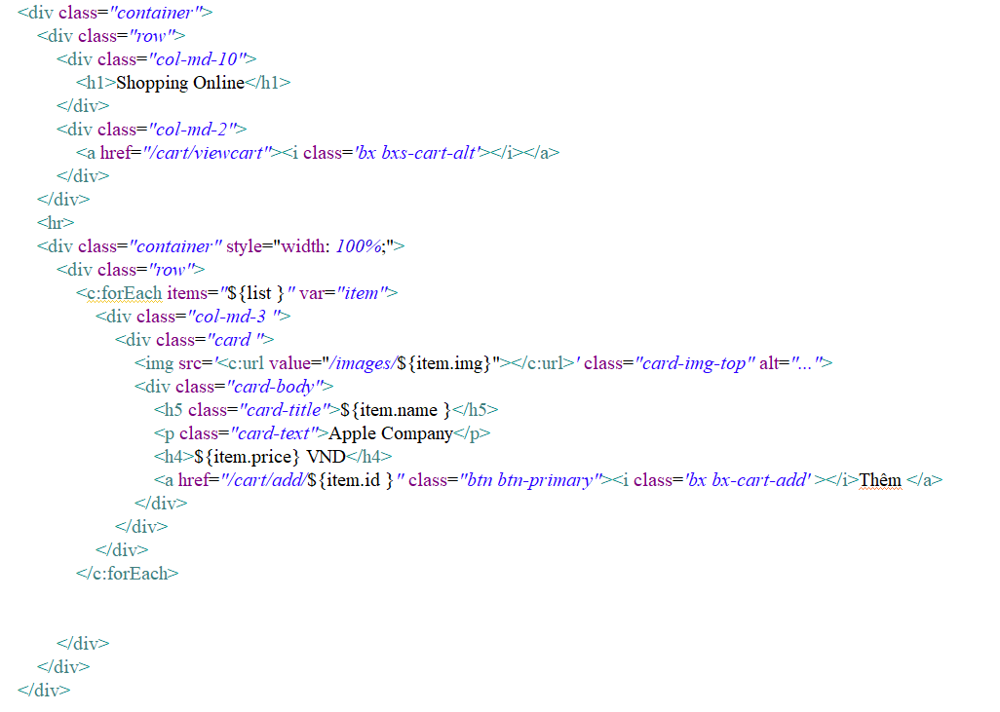 <div class="container">
<div class="row">
<div class="col-md-10">
<h1>Shopping Online</h1>
</div>
<div class="col-md-2">
<a href="/cart/viewcart"><i class='bx bxs-cart-alt'></i></a>
</div>
</div>
<hr>
<div class="container" style="width: 100%;">
<div class="row">
<c:forEach items="${list }" var="item">
<div class="col-md-3 ">
<div class="card ">
<img src='<c:url value="/images/${item.img}"></c:url>' class="card-img-top" alt="...">
<div class="card-body">
<h5 class="card-title">${item.name }</h5>
<p class="card-text">Apple Company</p>
<h4>${item.price} VND</h4>
<a href="/cart/add/${item.id }" class="btn btn-primary"><i class='bx bx-cart-add' ></i>Thêm </a>
</div>
</div>
</div>
</c:forEach>
</div>
</div>
</div>